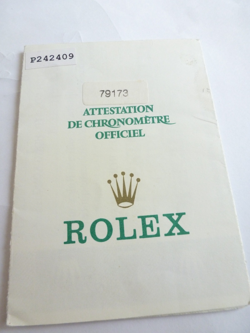 P242409
79173
ATTESTATION
DE CHRONOMÈTRE
OFFICIEL
ROLEX